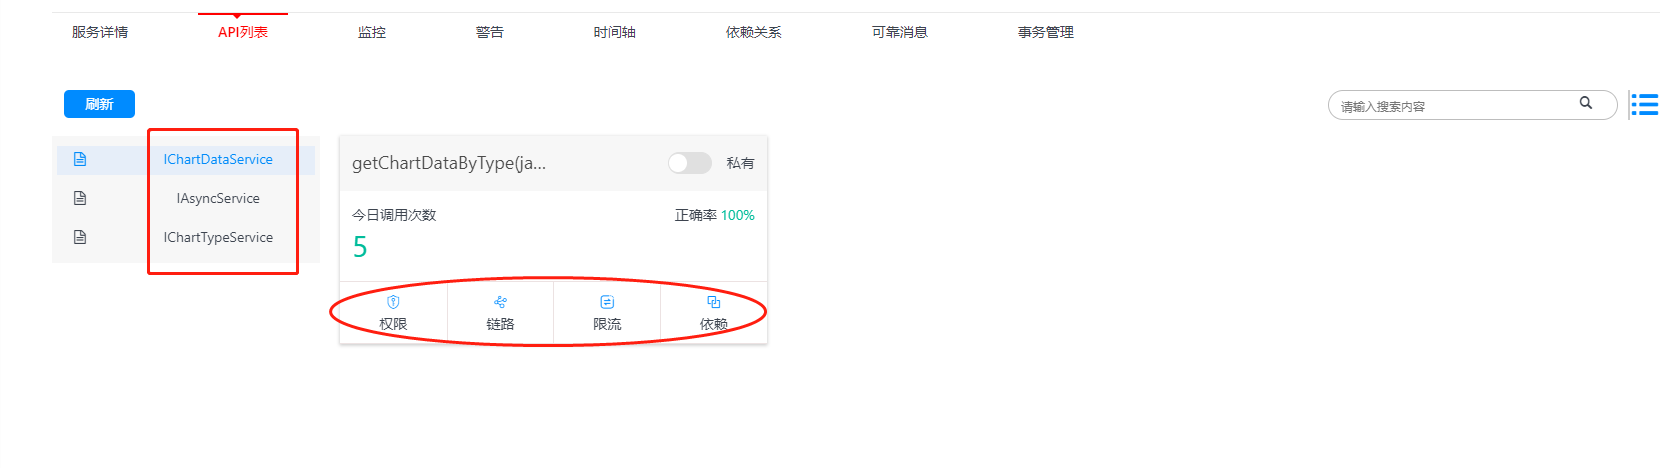 服务详情 API列表 监控 警告 时间轴 依赖关系 可靠消息 事务管理
刷新 请输入搜索内容
IChartDataService
IAsyncService
IChartTypeService
getChartDataByType(ja... 私有
今日调用次数 正确率 100%
5
权限 链路 限流 依赖